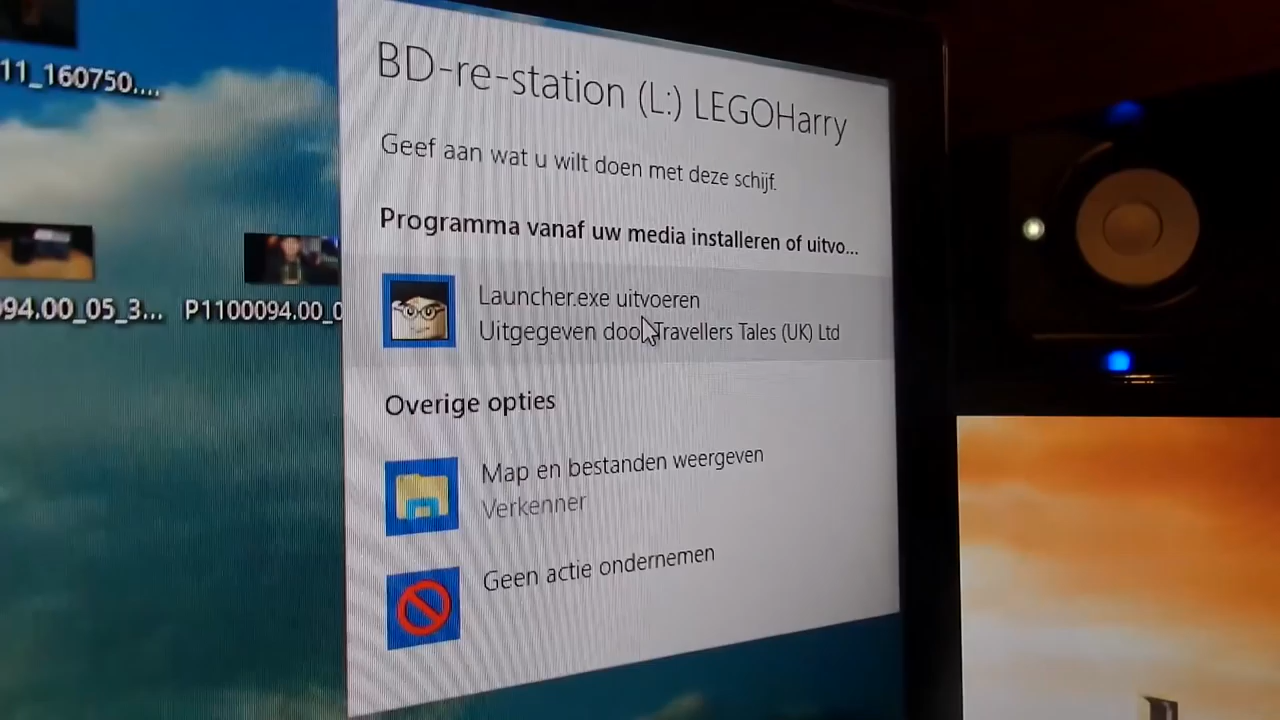 11_160750....
094.00_05_3...
P1100094.00_0
BD-re-station (L:) LEGOHarry
Geef aan wat u wilt doen met deze schijf.
Programma vanaf uw media installeren of uitvo...
Launcher.exe uitvoeren
Uitgegeven door Travellers Tales (UK) Ltd
Overige opties
Map en bestanden weergeven
Verkenner
Geen actie ondernemen